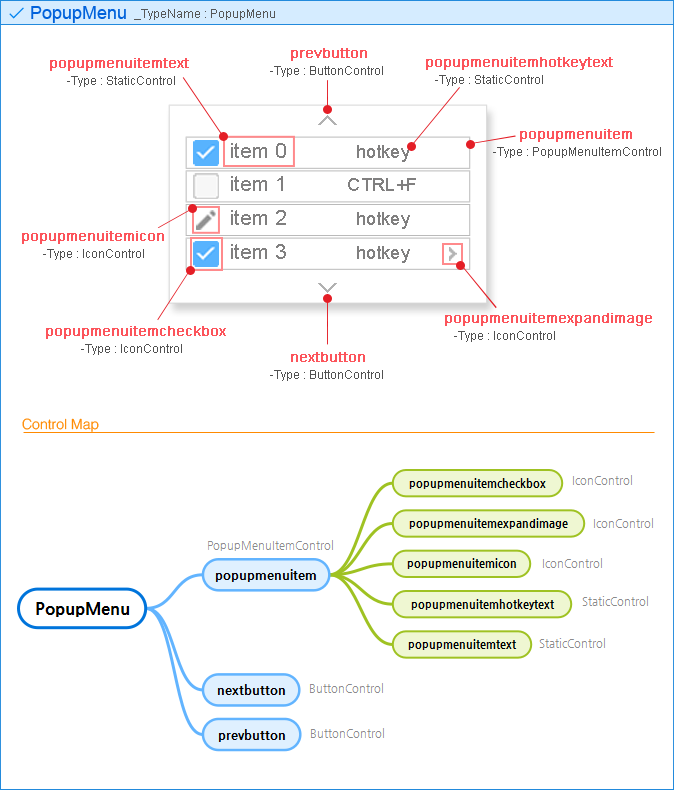 PopupMenu _TypeName : PopupMenu
prevbutton
-Type : ButtonControl
popupmenuitemtext
-Type : StaticControl
popupmenuitemhotkeytext
-Type : StaticControl
popupmenuitem
-Type : PopupMenuItemControl
item 0 hotkey
item 1 CTRL+F
item 2 hotkey
item 3 hotkey
popupmenuitemicon
-Type : IconControl
popupmenuitemcheckbox
-Type : IconControl
popupmenuitemexpandimage
-Type : IconControl
nextbutton
-Type : ButtonControl
Control Map
popupmenuitemcheckbox IconControl
popupmenuitemexpandimage IconControl
PopupMenuItemControl
popupmenuitem
popupmenuitemicon IconControl
popupmenuitemhotkeytext StaticControl
PopupMenu
popupmenuitemtext StaticControl
nextbutton ButtonControl
prevbutton ButtonControl